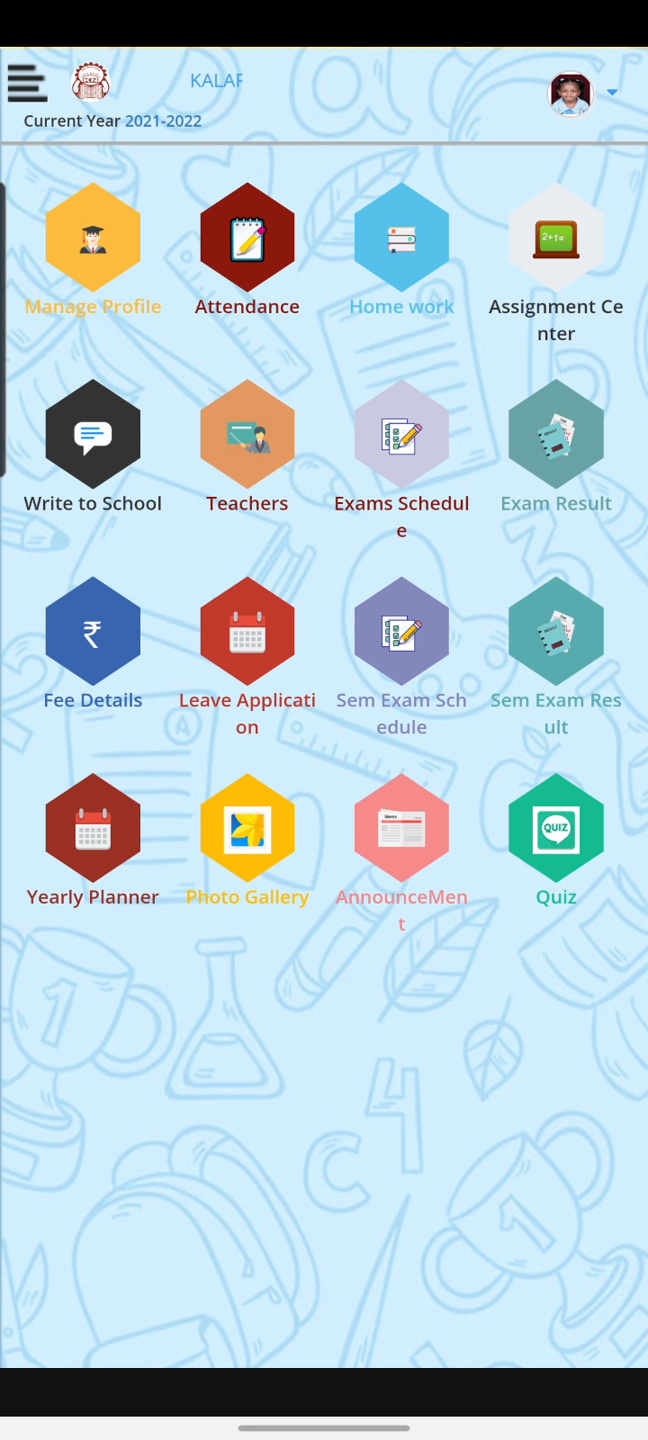 KALAF
Current Year 2021-2022
Manage Profile
Attendance
Home work
2+1=
Assignment Ce
nter
Write to School
Teachers
Exams Schedul
e
Exam Result
₹
Fee Details
Leave Applicati
on
Sem Exam Sch
edule
Sem Exam Res
ult
Yearly Planner
Photo Gallery
News
AnnounceMen
t
QUIZ
Quiz